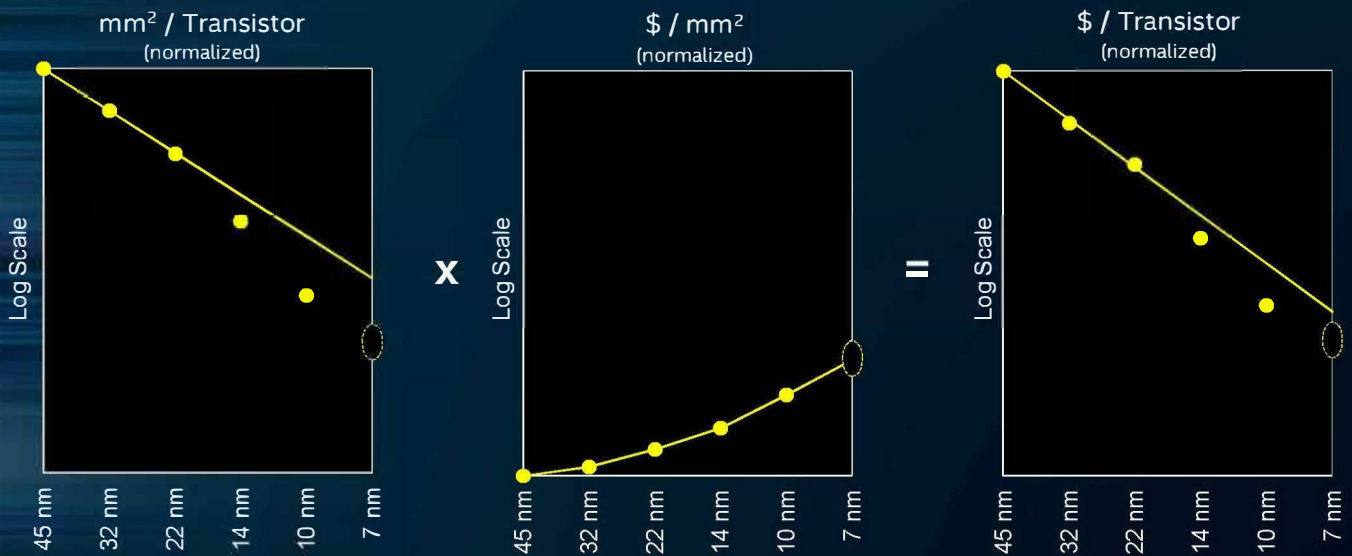 mm² / Transistor
(normalized)
Log Scale
45 nm
32 nm
22 nm
14 nm
10 nm
7 nm
x
$ / mm²
(normalized)
Log Scale
45 nm
32 nm
22 nm
14 nm
10 nm
7 nm
=
$ / Transistor
(normalized)
Log Scale
45 nm
32 nm
22 nm
14 nm
10 nm
7 nm